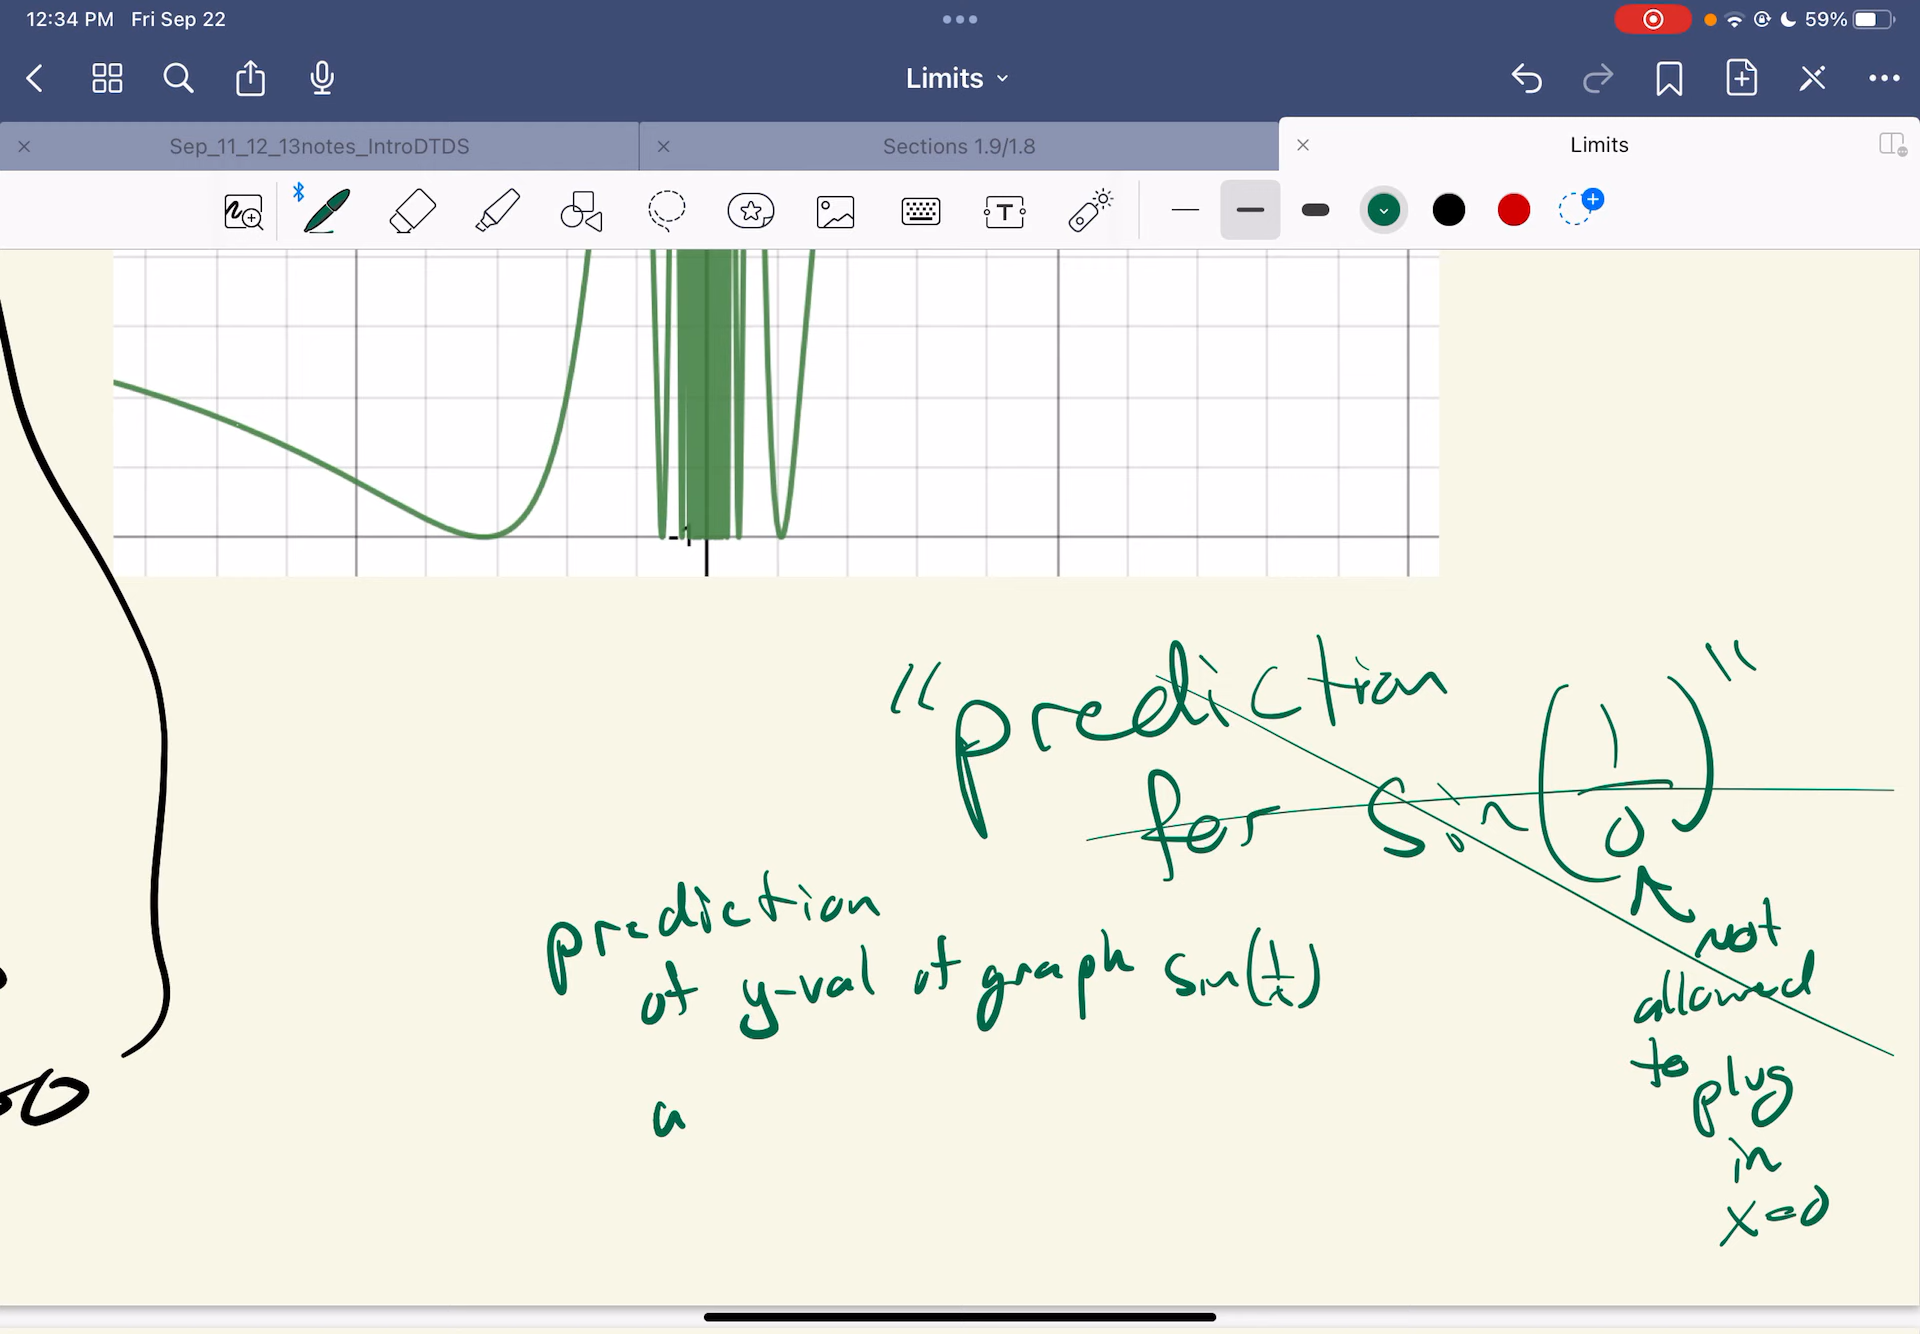 12:34 PM Fri Sep 22
59%
Limits
Sep_11_12_13notes_IntroDTDS
Sections 1.9/1.8
Limits
T
-1
"prediction
for sin(1/0)"
prediction
of y-val of graph sin(1/x)
a
not
allowed
to plug
in
x=0